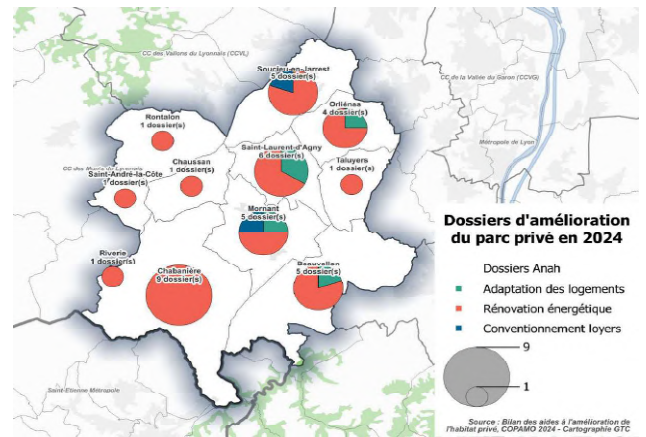 CC des Vallons du Lyonnais (CCVL)
Soucieu-en-Jarrest
5 dossier(s)
CC de la Vallée du Garon (CCVG)
Orliénas
4 dossier(s)
Rontalon
1 dossier(s)
Métropole de Lyon
Saint-Laurent-d'Agny
6 dossier(s)
Chaussan
1 dossier(s)
Taluyers
1 dossier(s)
CC des Monts du Lyonnais
Saint-André-la-Côte
1 dossier(s)
Mornant
5 dossier(s)
Riverie
1 dossier(s)
Chabanière
9 dossier(s)
5 dossier(s)
Saint-Etienne Métropole
Dossiers d'amélioration
du parc privé en 2024
Dossiers Anah
Adaptation des logements
Rénovation énergétique
Conventionnement loyers
9
1
Source : Bilan des aides à l'amélioration de
l'habitat privé, COPAMO 2024 - Cartographie GTC